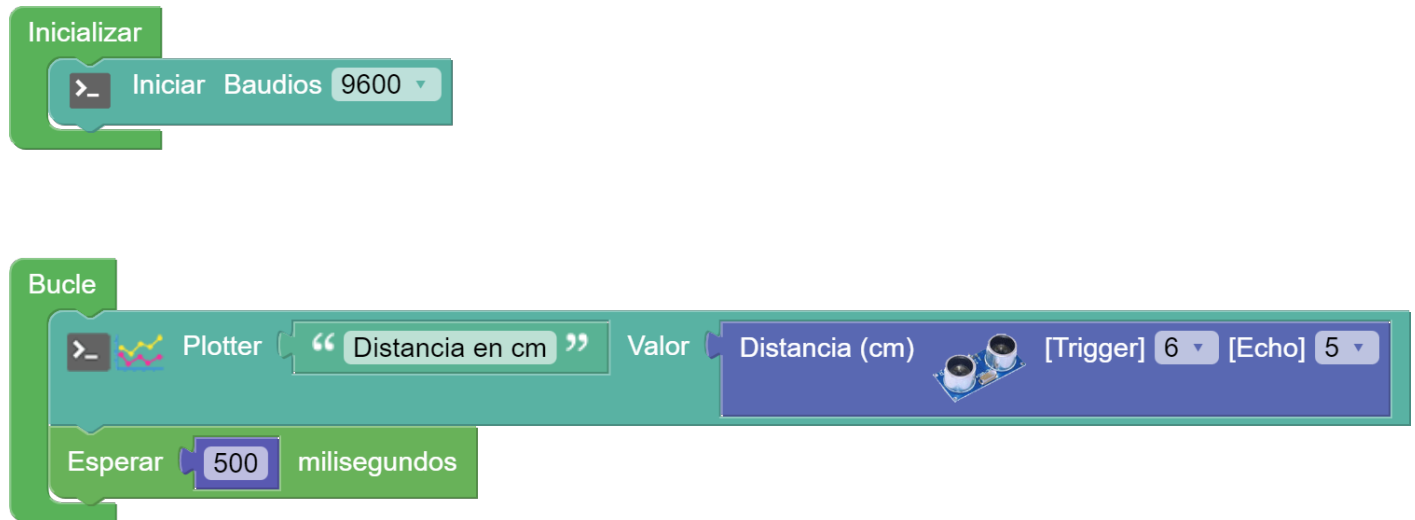 Inicializar
>_ Iniciar Baudios 9600
Bucle
>_ Plotter “ Distancia en cm ” Valor Distancia (cm) [Trigger] 6 [Echo] 5
Esperar 500 milisegundos